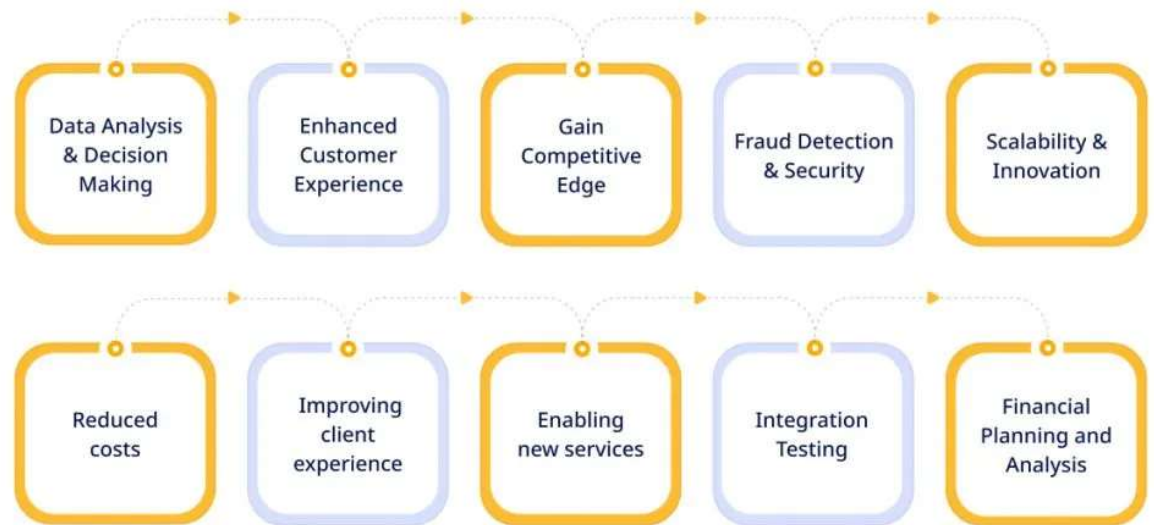 Data Analysis
& Decision
Making
Enhanced
Customer
Experience
Gain
Competitive
Edge
Fraud Detection
& Security
Scalability &
Innovation
Reduced
costs
Improving
client
experience
Enabling
new services
Integration
Testing
Financial
Planning and
Analysis